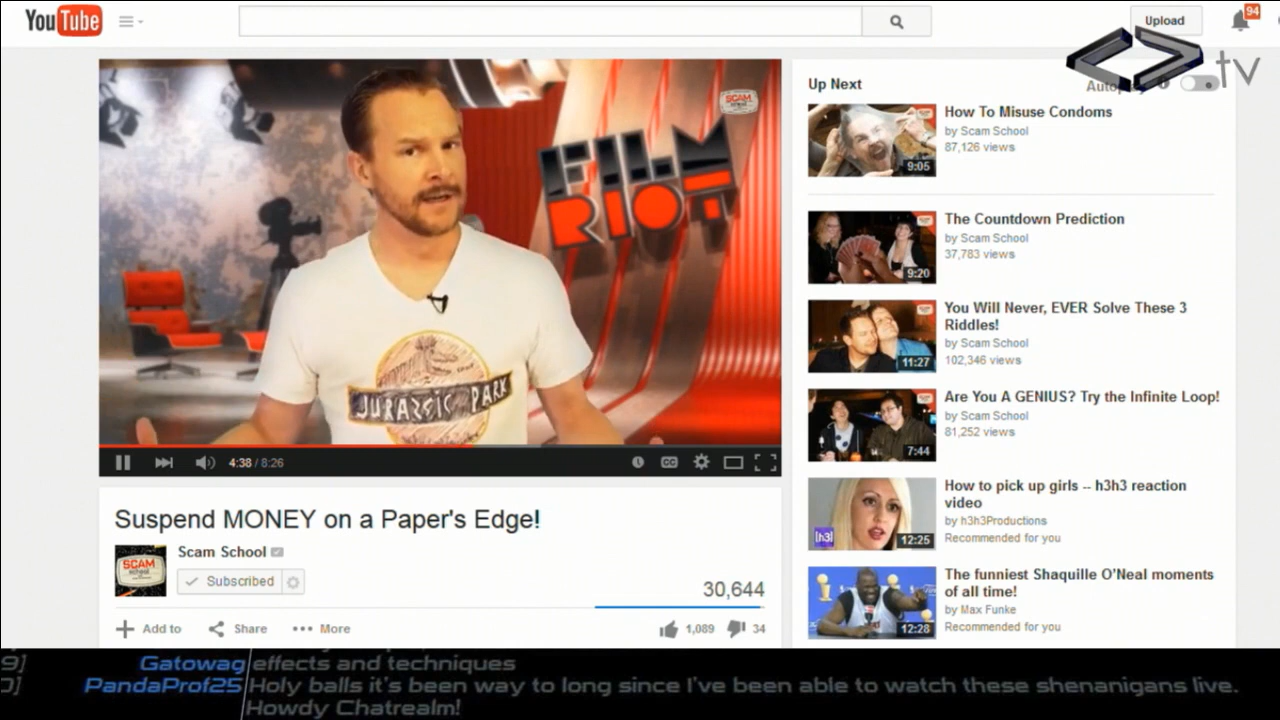 YouTube
Upload
94
.tv
SCAM
FILM
RIOT
JURASSIC PARK
4:38 / 8:26
CC
Suspend MONEY on a Paper's Edge!
SCAM
Scam School
Subscribed
30,644
Add to
Share
More
1,089
34
Up Next
How To Misuse Condoms
by Scam School
87,126 views
9:05
The Countdown Prediction
by Scam School
37,783 views
9:20
You Will Never, EVER Solve These 3
Riddles!
by Scam School
102,346 views
11:27
Are You A GENIUS? Try the Infinite Loop!
by Scam School
81,252 views
7:44
How to pick up girls -- h3h3 reaction
video
by h3h3Productions
Recommended for you
[h3]
12:25
The funniest Shaquille O'Neal moments
of all time!
by Max Funke
Recommended for you
12:28
9] Gatowag effects and techniques
0] PandaProf25 Holy balls it's been way to long since I've been able to watch these shenanigans live.
Howdy Chatrealm!